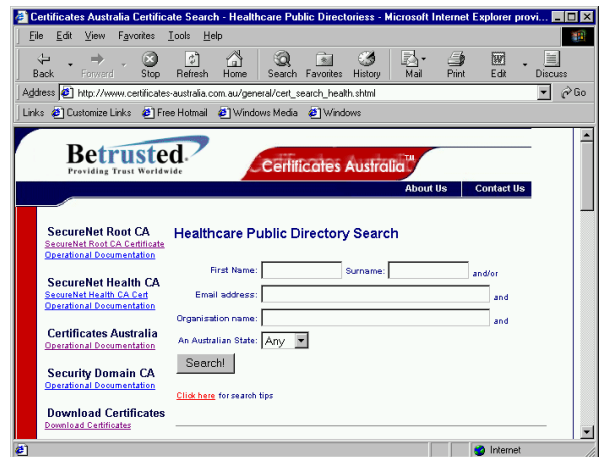 Certificates Australia Certificate Search - Healthcare Public Directoriess - Microsoft Internet Explorer provi...
File Edit View Favorites Tools Help
Back Forward Stop Refresh Home Search Favorites History Mail Print Edit Discuss
Address http://www.certificates-australia.com.au/general/cert_search_health.shtml Go
Links Customize Links Free Hotmail Windows Media Windows
Betrusted.
Providing Trust Worldwide
Certificates Australia™
About Us Contact Us
SecureNet Root CA
SecureNet Root CA Certificate
Operational Documentation
SecureNet Health CA
SecureNet Health CA Cert
Operational Documentation
Certificates Australia
Operational Documentation
Security Domain CA
Operational Documentation
Download Certificates
Download Certificates
Healthcare Public Directory Search
First Name: Surname: and/or
Email address: and
Organisation name: and
An Australian State: Any
Search!
Click here for search tips
Internet